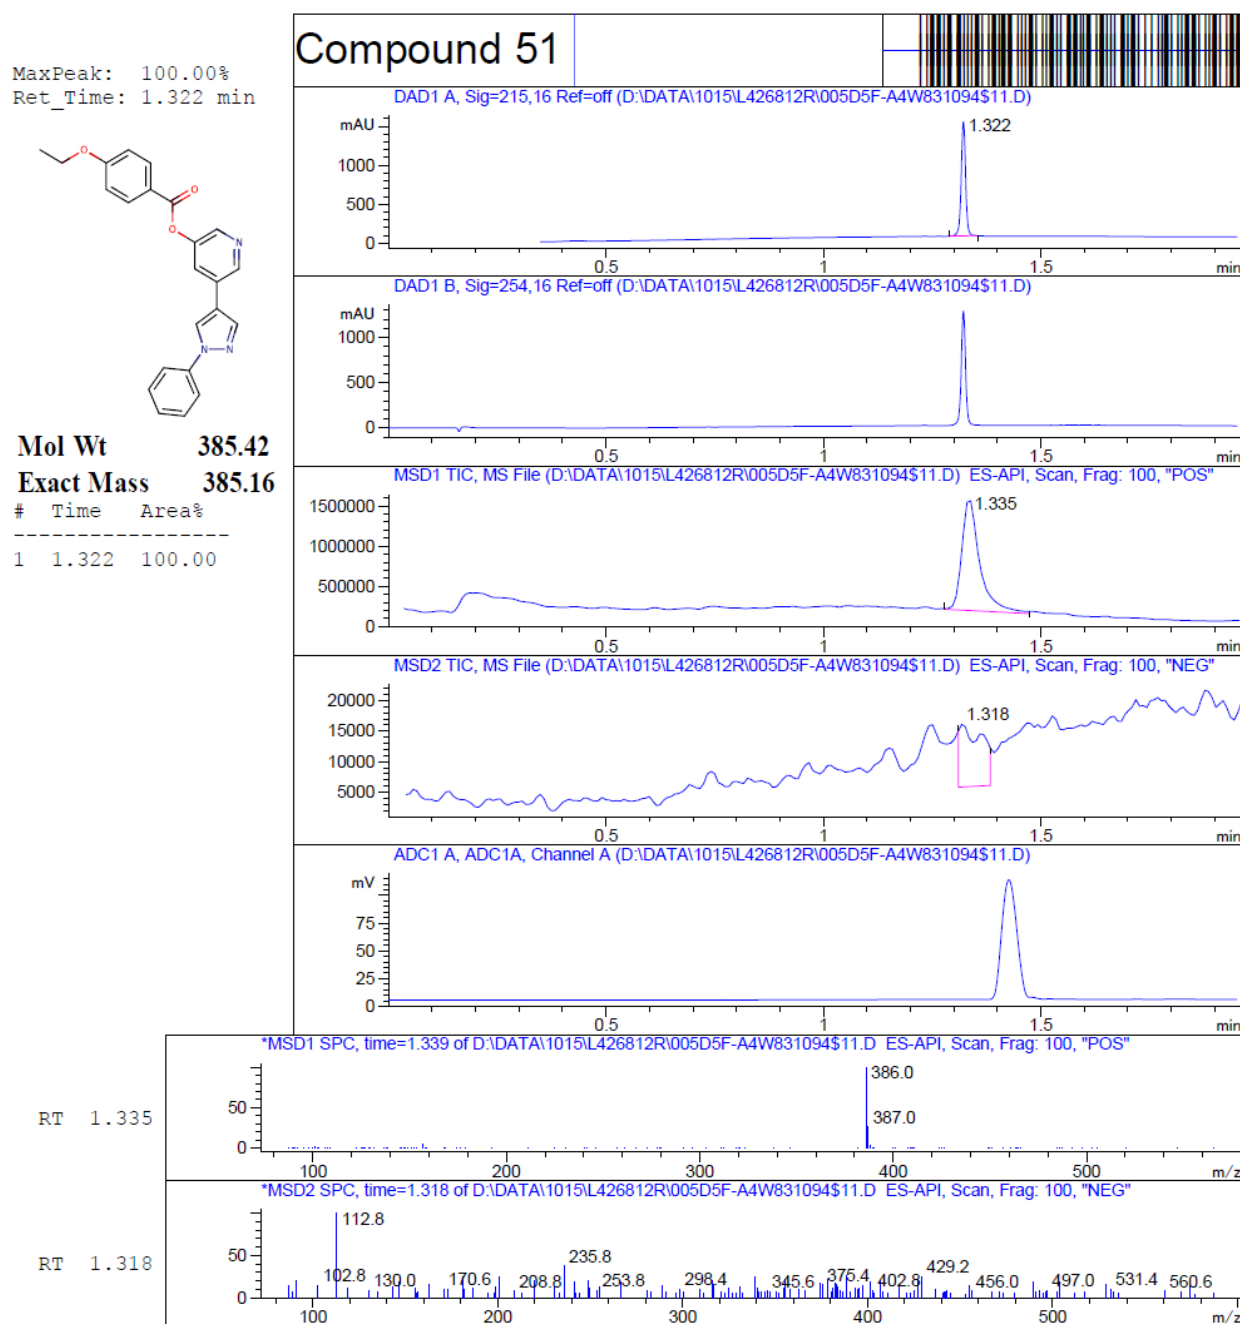 Compound 51
MaxPeak: 100.00%
Ret_Time: 1.322 min
O
O
O
N
N
N
Mol Wt 385.42
Exact Mass 385.16
# Time Area%
-----------------
1 1.322 100.00
DAD1 A, Sig=215,16 Ref=off (D:\DATA\1015\L426812R\005D5F-A4W831094$11.D)
mAU
1.322
1000
500
0
0.5 1 1.5 min
DAD1 B, Sig=254,16 Ref=off (D:\DATA\1015\L426812R\005D5F-A4W831094$11.D)
mAU
1000
500
0
0.5 1 1.5 min
MSD1 TIC, MS File (D:\DATA\1015\L426812R\005D5F-A4W831094$11.D) ES-API, Scan, Frag: 100, "POS"
1500000
1.335
1000000
500000
0
0.5 1 1.5 min
MSD2 TIC, MS File (D:\DATA\1015\L426812R\005D5F-A4W831094$11.D) ES-API, Scan, Frag: 100, "NEG"
20000
1.318
15000
10000
5000
0.5 1 1.5 min
ADC1 A, ADC1A, Channel A (D:\DATA\1015\L426812R\005D5F-A4W831094$11.D)
mV
75
50
25
0
0.5 1 1.5 min
*MSD1 SPC, time=1.339 of D:\DATA\1015\L426812R\005D5F-A4W831094$11.D ES-API, Scan, Frag: 100, "POS"
386.0
50
387.0
RT 1.335
0
100 200 300 400 500 m/z
*MSD2 SPC, time=1.318 of D:\DATA\1015\L426812R\005D5F-A4W831094$11.D ES-API, Scan, Frag: 100, "NEG"
112.8
50
235.8
RT 1.318
102.8 130.0 170.6 208.8 253.8 298.4 345.6 375.4 402.8 429.2 456.0 497.0 531.4 560.6
0
100 200 300 400 500 m/z